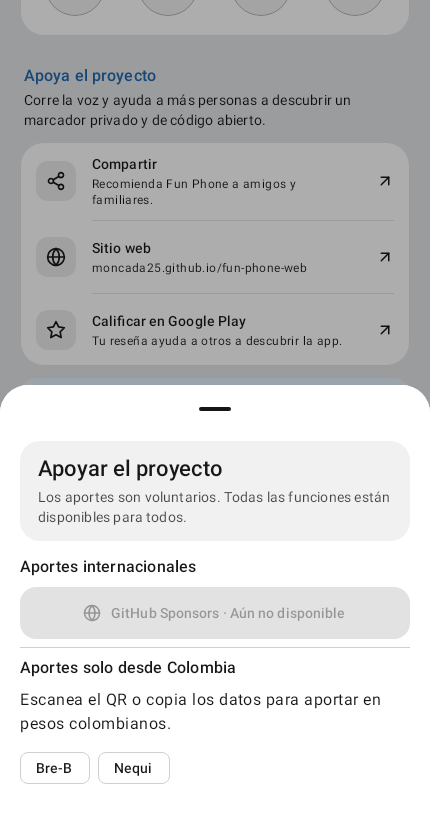 Apoya el proyecto
Corre la voz y ayuda a más personas a descubrir un
marcador privado y de código abierto.
Compartir
Recomienda Fun Phone a amigos y
familiares.
Sitio web
moncada25.github.io/fun-phone-web
Calificar en Google Play
Tu reseña ayuda a otros a descubrir la app.
Apoyar el proyecto
Los aportes son voluntarios. Todas las funciones están
disponibles para todos.
Aportes internacionales
GitHub Sponsors · Aún no disponible
Aportes solo desde Colombia
Escanea el QR o copia los datos para aportar en
pesos colombianos.
Bre-B
Nequi